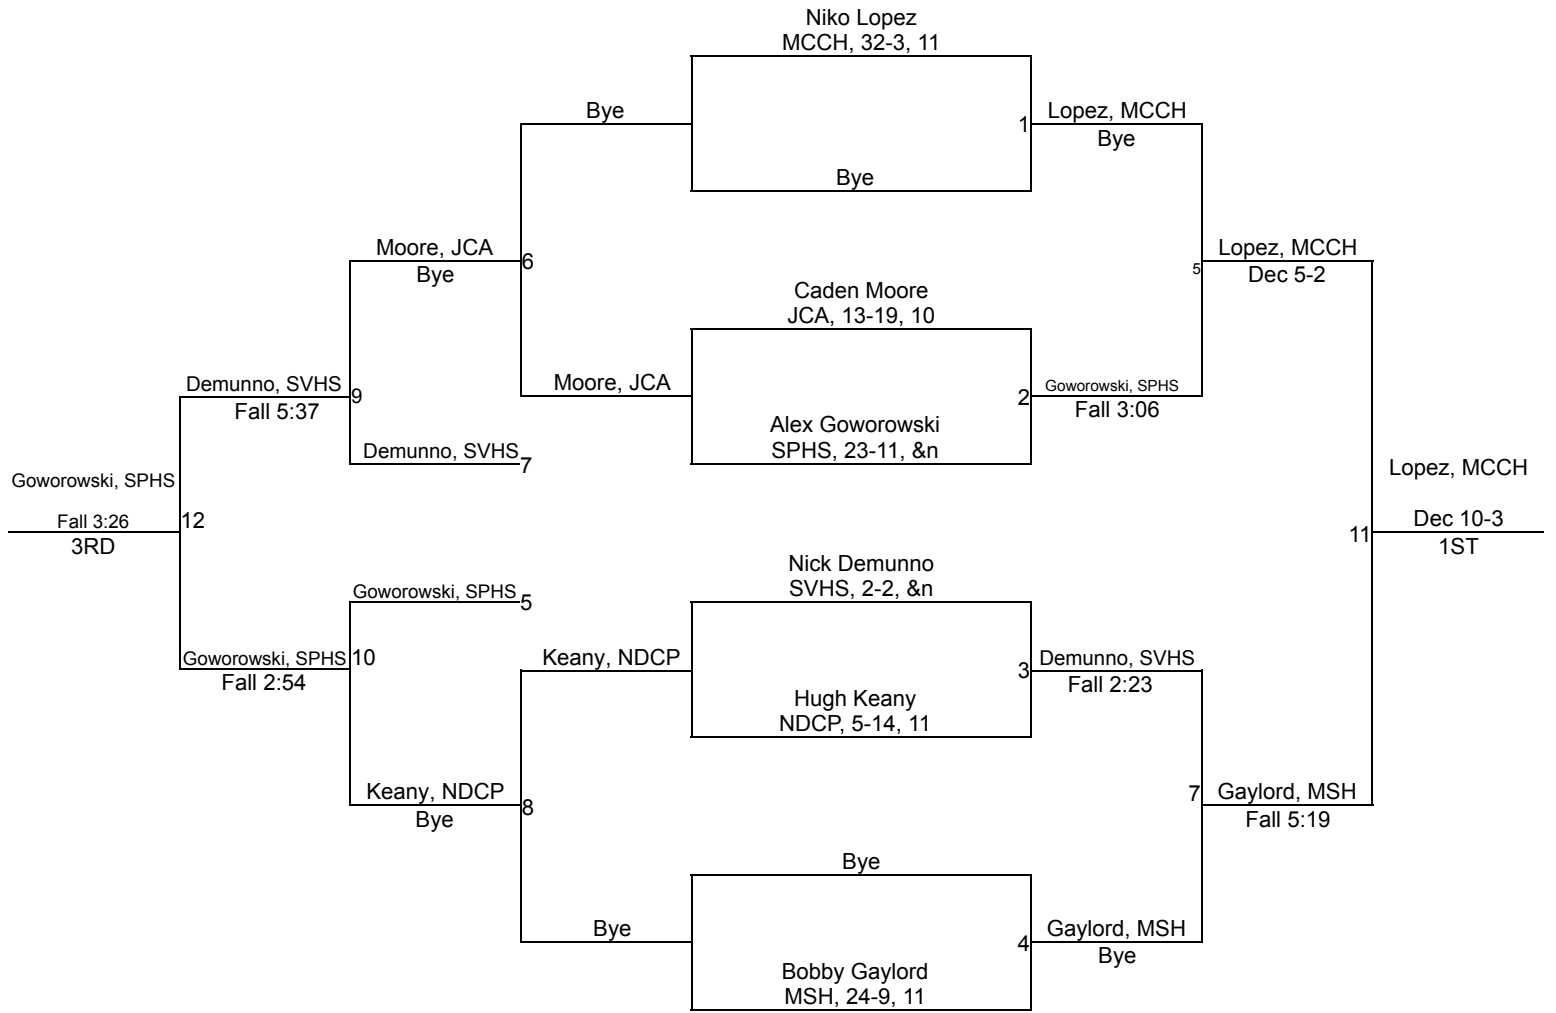 Niko Lopez
MCCH, 32-3, 11
Bye
1
Lopez, MCCH
Bye
Bye
Moore, JCA
Bye
6
Lopez, MCCH
5
Dec 5-2
Caden Moore
JCA, 13-19, 10
Demunno, SVHS
9
Fall 5:37
Moore, JCA
2
Goworowski, SPHS
Fall 3:06
Alex Goworowski
SPHS, 23-11, &n
Demunno, SVHS
7
Goworowski, SPHS
Lopez, MCCH
Fall 3:26
12
3RD
Dec 10-3
11
1ST
Nick Demunno
SVHS, 2-2, &n
Goworowski, SPHS
5
Goworowski, SPHS
10
Fall 2:54
Keany, NDCP
3
Demunno, SVHS
Fall 2:23
Hugh Keany
NDCP, 5-14, 11
Keany, NDCP
8
Bye
7
Gaylord, MSH
Fall 5:19
Bye
Bye
4
Gaylord, MSH
Bye
Bobby Gaylord
MSH, 24-9, 11